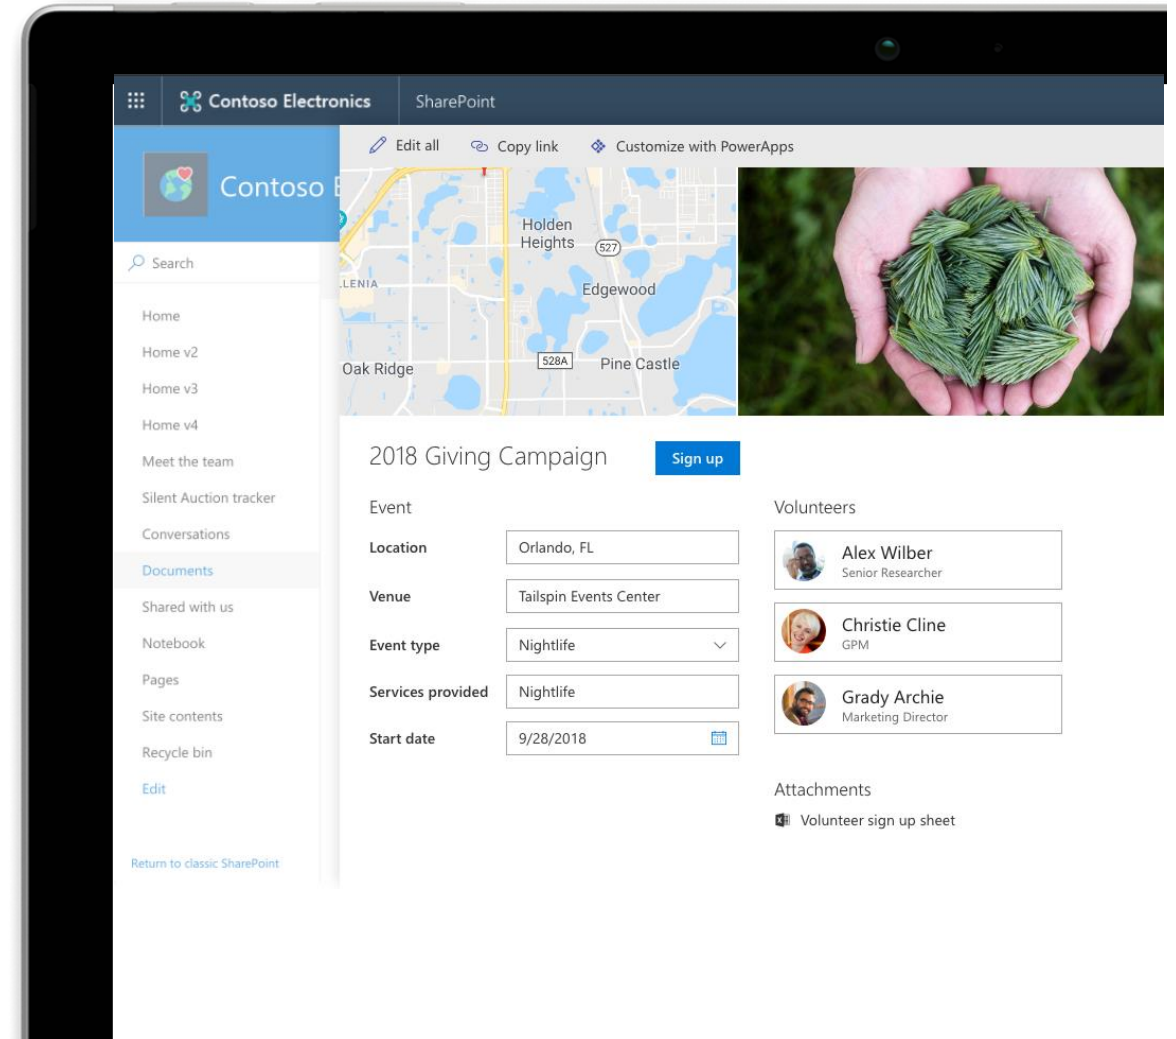 Contoso Electronics
SharePoint
Contoso
Edit all
Copy link
Customize with PowerApps
Holden
Heights
527
LLENIA
Edgewood
528A
Pine Castle
Oak Ridge
Search
Home
Home v2
Home v3
Home v4
Meet the team
Silent Auction tracker
Conversations
Documents
Shared with us
Notebook
Pages
Site contents
Recycle bin
Edit
Return to classic SharePoint
2018 Giving Campaign
Sign up
Event
Location
Orlando, FL
Venue
Tailspin Events Center
Event type
Nightlife
Services provided
Nightlife
Start date
9/28/2018
Volunteers
Alex Wilber
Senior Researcher
Christie Cline
GPM
Grady Archie
Marketing Director
Attachments
Volunteer sign up sheet